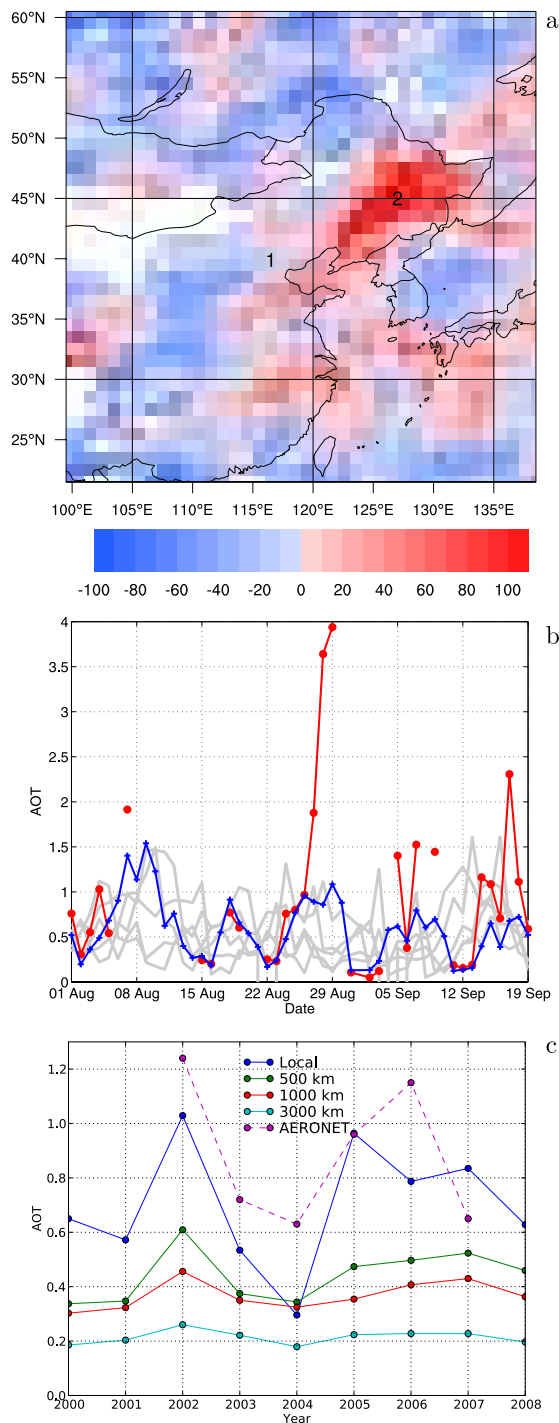 a
60°N
55°N
50°N
45°N
40°N
35°N
30°N
25°N
2
1
100°E 105°E 110°E 115°E 120°E 125°E 130°E 135°E
-100 -80 -60 -40 -20 0 20 40 60 80 100
b
4
3.5
3
2.5
2
1.5
1
0.5
0
AOT
01 Aug 08 Aug 15 Aug 22 Aug 29 Aug 05 Sep 12 Sep 19 Sep
Date
c
1.2
1.0
0.8
0.6
0.4
0.2
0.0
AOT
Local
500 km
1000 km
3000 km
AERONET
2000 2001 2002 2003 2004 2005 2006 2007 2008
Year